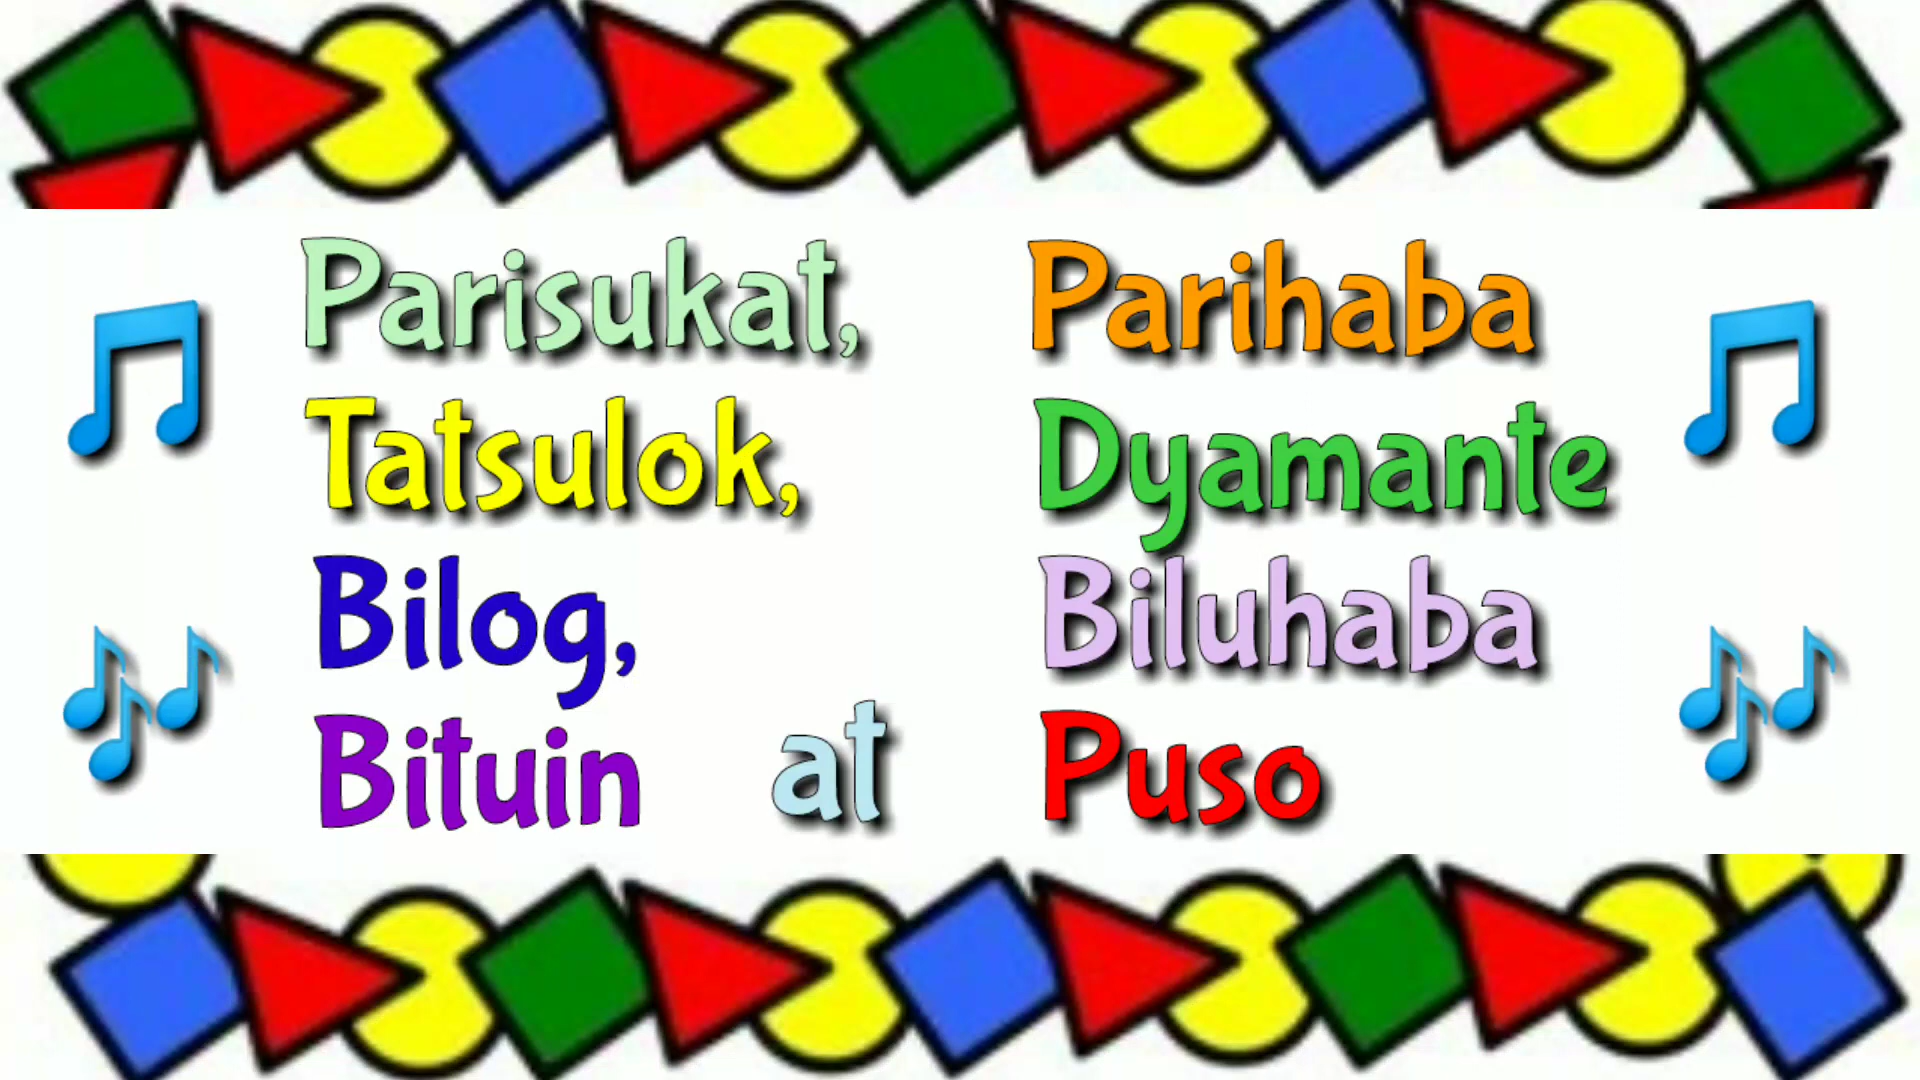 Parisukat, Parihaba
Tatsulok, Dyamante
Bilog, Biluhaba
Bituin at Puso